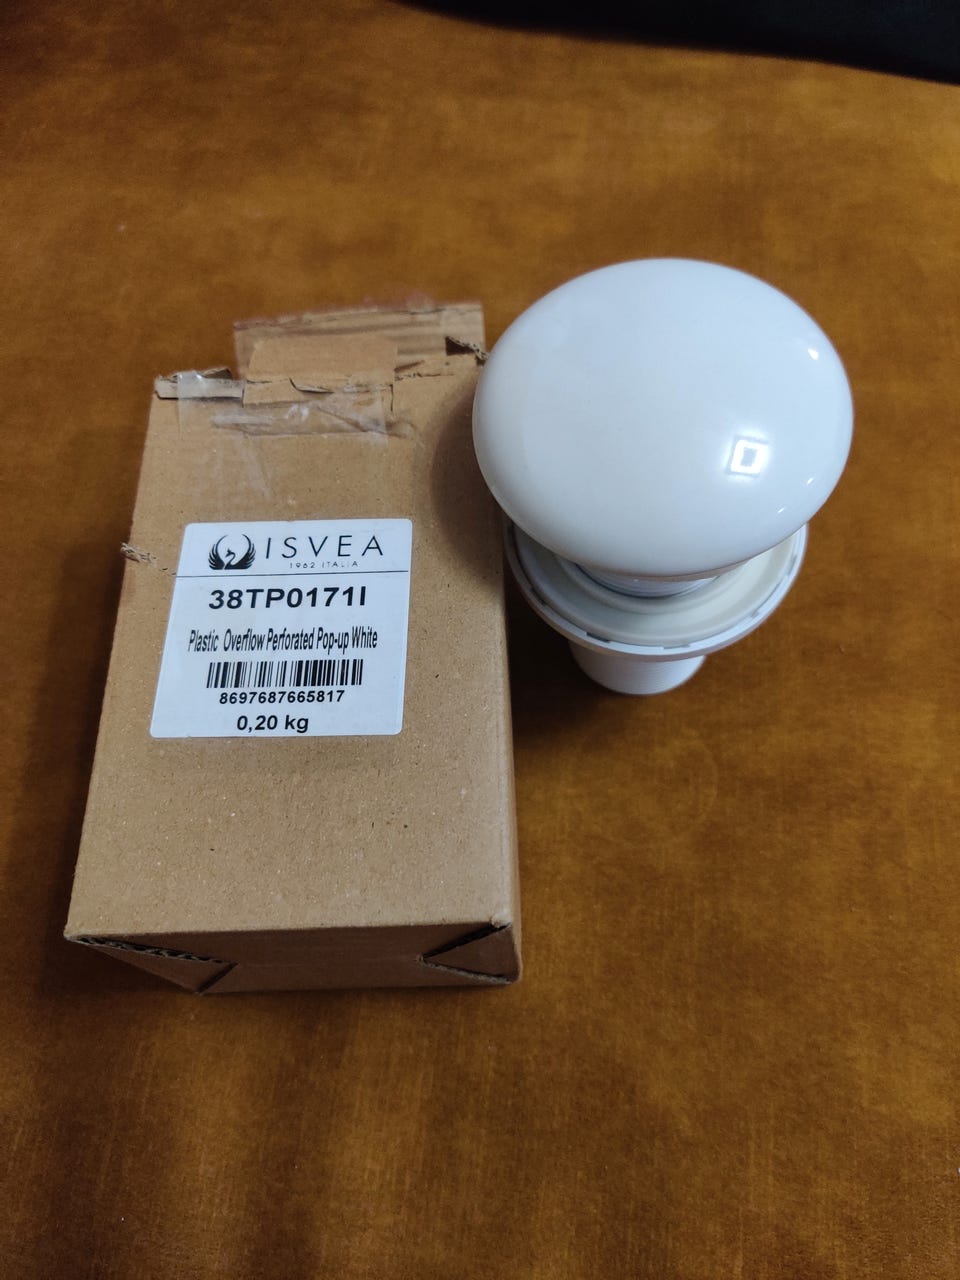 ISVEA
1962 ITALIA
38TP0171I
Plastic Overflow Perforated Pop-up White
8697687665817
0,20 kg